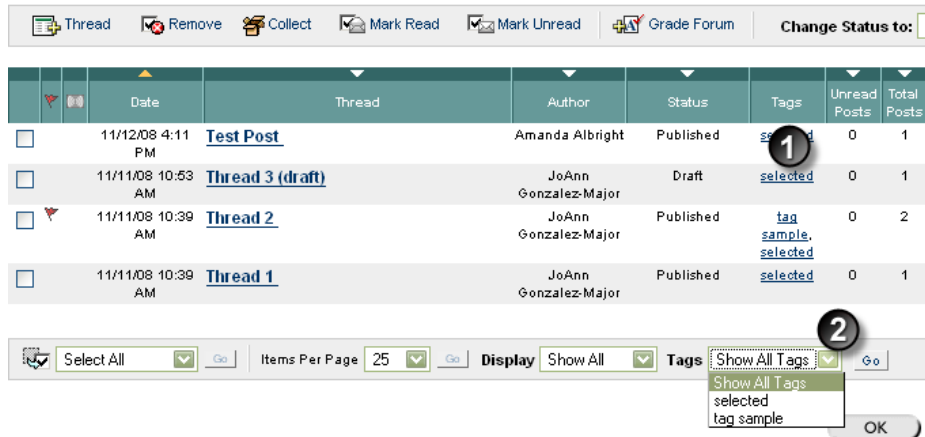 Thread Remove Collect Mark Read Mark Unread Grade Forum Change Status to:
Date Thread Author Status Tags Unread Posts Total Posts
11/12/08 4:11 PM Test Post Amanda Albright Published 0 1
1
11/11/08 10:53 AM Thread 3 (draft) JoAnn Gonzalez-Major Draft selected 0 1
11/11/08 10:39 AM Thread 2 JoAnn Gonzalez-Major Published tag sample, selected 0 2
11/11/08 10:39 AM Thread 1 JoAnn Gonzalez-Major Published selected 0 1
2
Select All Go Items Per Page 25 Go Display Show All Tags Show All Tags Go
Show All Tags
selected
tag sample
OK